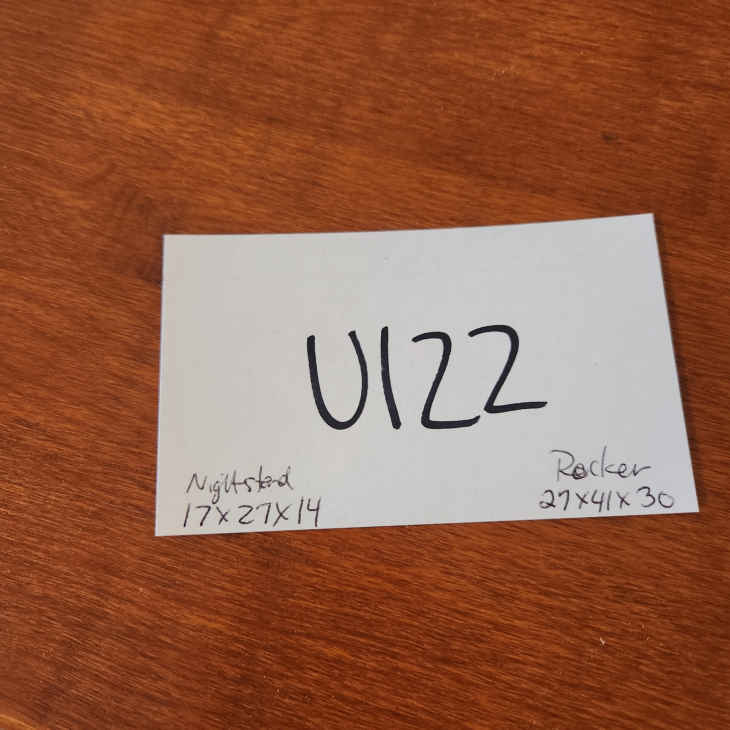 U122
Nightstand
17x27x14
Rocker
27x41x30